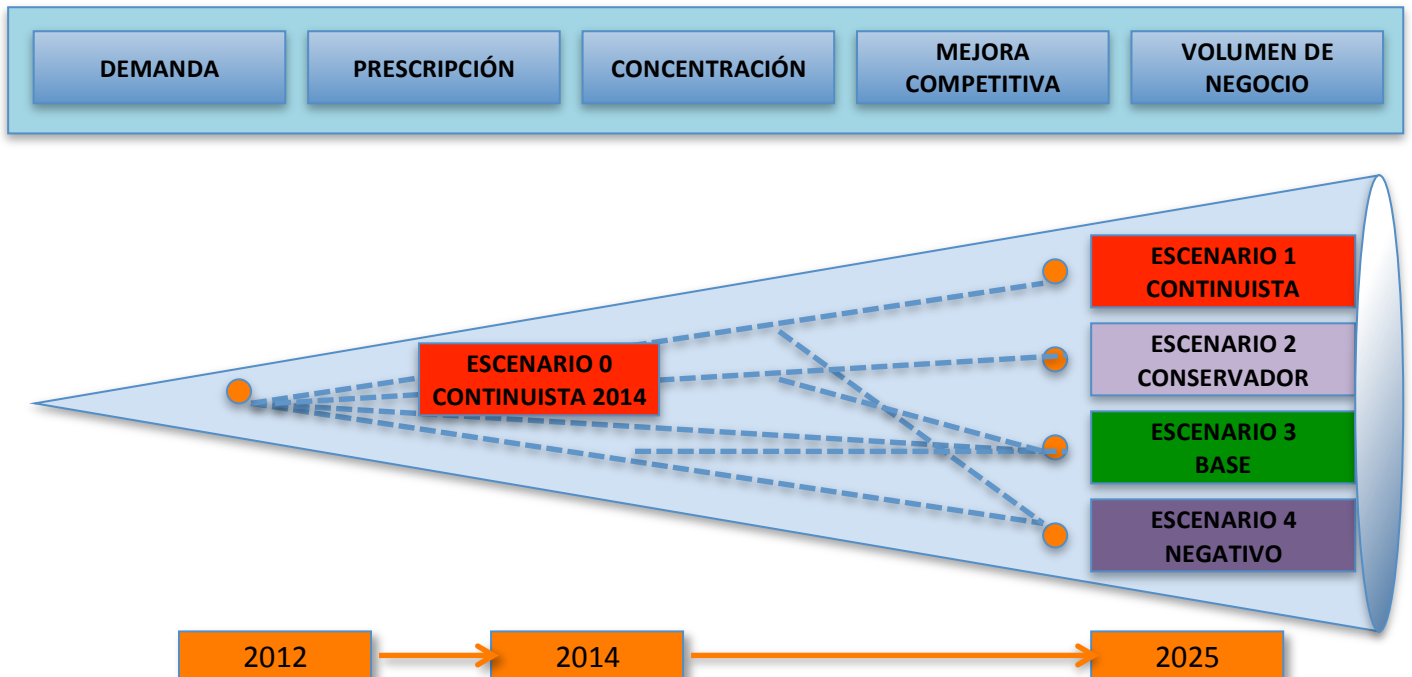 DEMANDA
PRESCRIPCIÓN
CONCENTRACIÓN
MEJORA
COMPETITIVA
VOLUMEN DE
NEGOCIO
ESCENARIO 1
CONTINUISTA
ESCENARIO 0
CONTINUISTA 2014
ESCENARIO 2
CONSERVADOR
ESCENARIO 3
BASE
ESCENARIO 4
NEGATIVO
2012
2014
2025